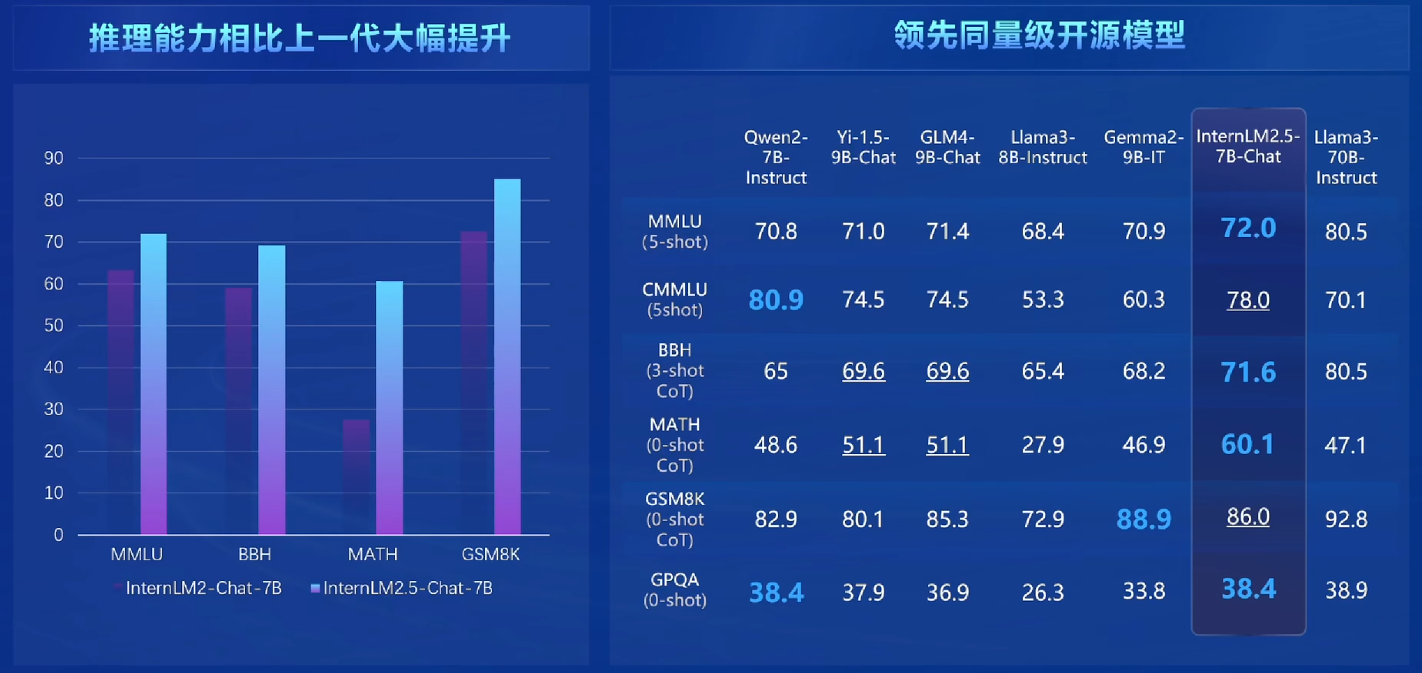 推理能力相比上一代大幅提升
90
80
70
60
50
40
30
20
10
0
MMLU BBH MATH GSM8K
InternLM2-Chat-7B InternLM2.5-Chat-7B
领先同量级开源模型
Qwen2-
7B-
Instruct
Yi-1.5-
9B-Chat
GLM4-
9B-Chat
Llama3-
8B-Instruct
Gemma2-
9B-IT
InternLM2.5-
7B-Chat
Llama3-
70B-
Instruct
MMLU
(5-shot)
70.8 71.0 71.4 68.4 70.9 72.0 80.5
CMMLU
(5shot)
80.9 74.5 74.5 53.3 60.3 78.0 70.1
BBH
(3-shot
CoT)
65 69.6 69.6 65.4 68.2 71.6 80.5
MATH
(0-shot
CoT)
48.6 51.1 51.1 27.9 46.9 60.1 47.1
GSM8K
(0-shot
CoT)
82.9 80.1 85.3 72.9 88.9 86.0 92.8
GPQA
(0-shot)
38.4 37.9 36.9 26.3 33.8 38.4 38.9